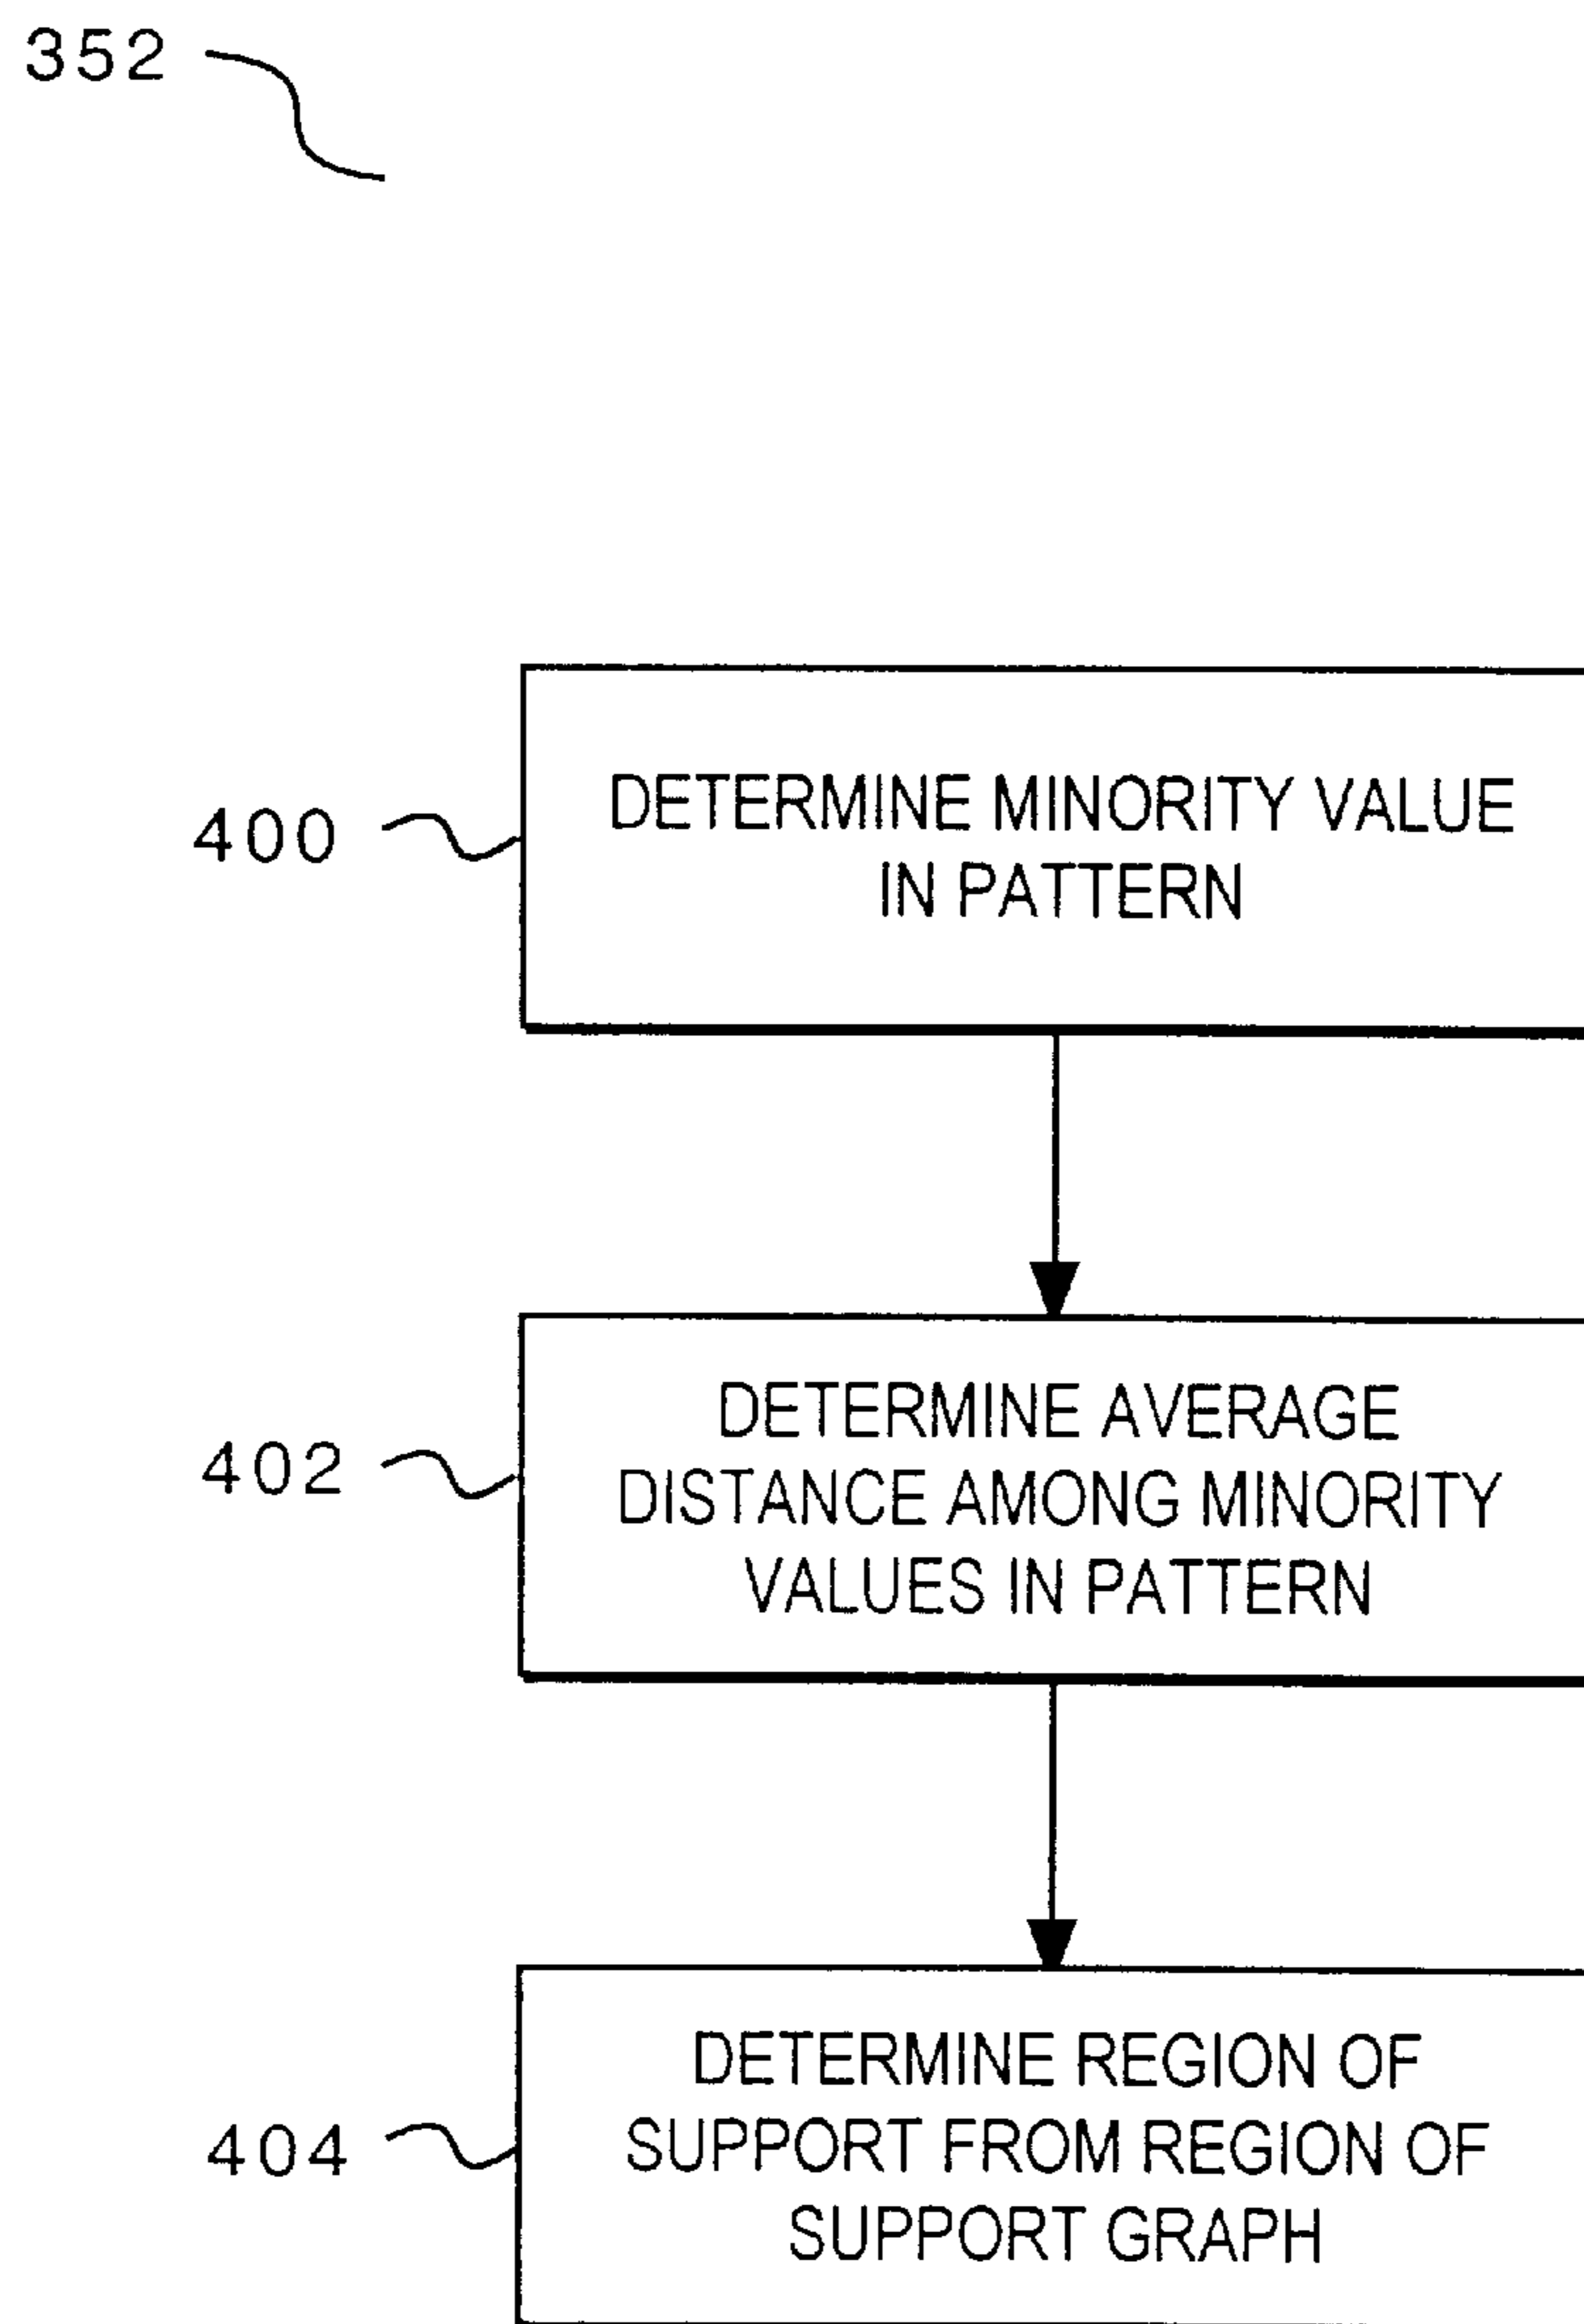 352
400
DETERMINE MINORITY VALUE
IN PATTERN
402
DETERMINE AVERAGE
DISTANCE AMONG MINORITY
VALUES IN PATTERN
404
DETERMINE REGION OF
SUPPORT FROM REGION OF
SUPPORT GRAPH